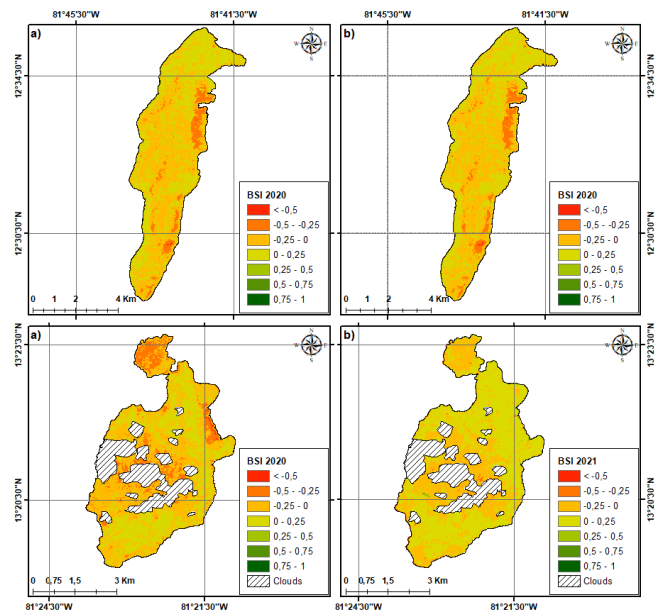 81°45'30"W 81°41'30"W
a)
N
W E
S
12°34'30"N
12°30'30"N
BSI 2020
< -0,5
-0,5 - -0,25
-0,25 - 0
0 - 0,25
0,25 - 0,5
0,5 - 0,75
0,75 - 1
0 1 2 4 Km
81°45'30"W 81°41'30"W
b)
N
W E
S
12°34'30"N
12°30'30"N
BSI 2020
< -0,5
-0,5 - -0,25
-0,25 - 0
0 - 0,25
0,25 - 0,5
0,5 - 0,75
0,75 - 1
0 1 2 4 Km
a)
N
W E
S
13°23'30"N
13°20'30"N
BSI 2020
< -0,5
-0,5 - -0,25
-0,25 - 0
0 - 0,25
0,25 - 0,5
0,5 - 0,75
0,75 - 1
Clouds
0 0,75 1,5 3 Km
81°24'30"W 81°21'30"W
b)
N
W E
S
13°23'30"N
13°20'30"N
BSI 2021
< -0,5
-0,5 - -0,25
-0,25 - 0
0 - 0,25
0,25 - 0,5
0,5 - 0,75
0,75 - 1
Clouds
0 0,75 1,5 3 Km
81°24'30"W 81°21'30"W